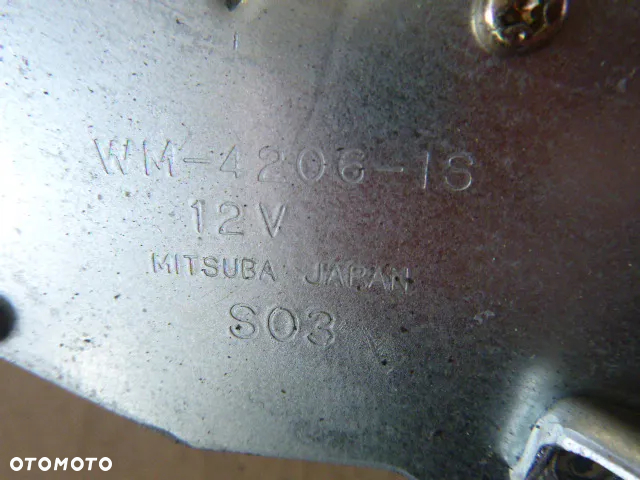 WM-4206-1S
12V
MITSUBA JAPAN
S03
OTOMOTO